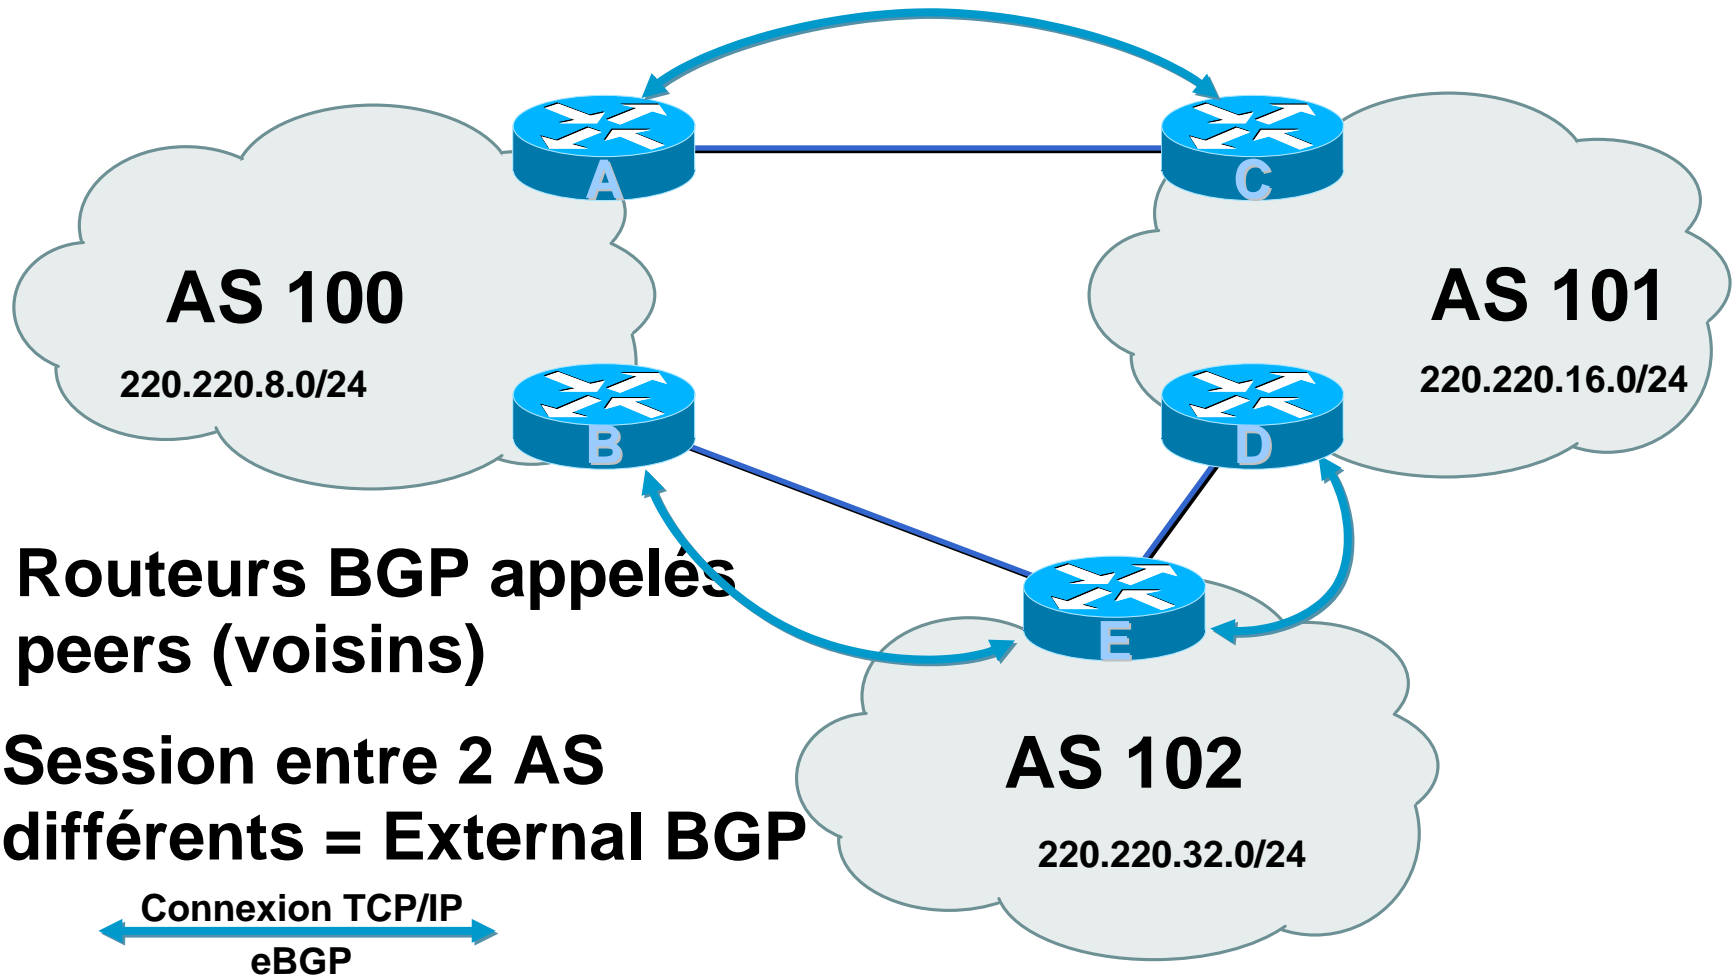 A
C
AS 100
AS 101
220.220.8.0/24
220.220.16.0/24
B
D
Routeurs BGP appelés
peers (voisins)
E
Session entre 2 AS
différents = External BGP
AS 102
220.220.32.0/24
Connexion TCP/IP
eBGP